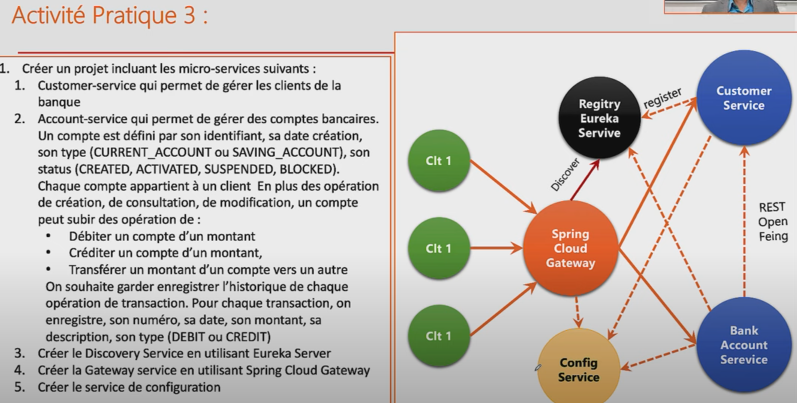 Activité Pratique 3 :
1. Créer un projet incluant les micro-services suivants :
1. Customer-service qui permet de gérer les clients de la
banque
2. Account-service qui permet de gérer des comptes bancaires.
Un compte est défini par son identifiant, sa date création,
son type (CURRENT_ACCOUNT ou SAVING_ACCOUNT), son
status (CREATED, ACTIVATED, SUSPENDED, BLOCKED).
Chaque compte appartient à un client En plus des opération
de création, de consultation, de modification, un compte
peut subir des opération de :
• Débiter un compte d'un montant
• Créditer un compte d'un montant,
• Transférer un montant d'un compte vers un autre
On souhaite garder enregistrer l'historique de chaque
opération de transaction. Pour chaque transaction, on
enregistre, son numéro, sa date, son montant, sa
description, son type (DEBIT ou CREDIT)
3. Créer le Discovery Service en utilisant Eureka Server
4. Créer la Gateway service en utilisant Spring Cloud Gateway
5. Créer le service de configuration
Regitry
Eureka
Servive
register
Customer
Service
Clt 1
Discover
Clt 1
Spring
Cloud
Gateway
REST
Open
Feing
Clt 1
Config
Service
Bank
Account
Serevice